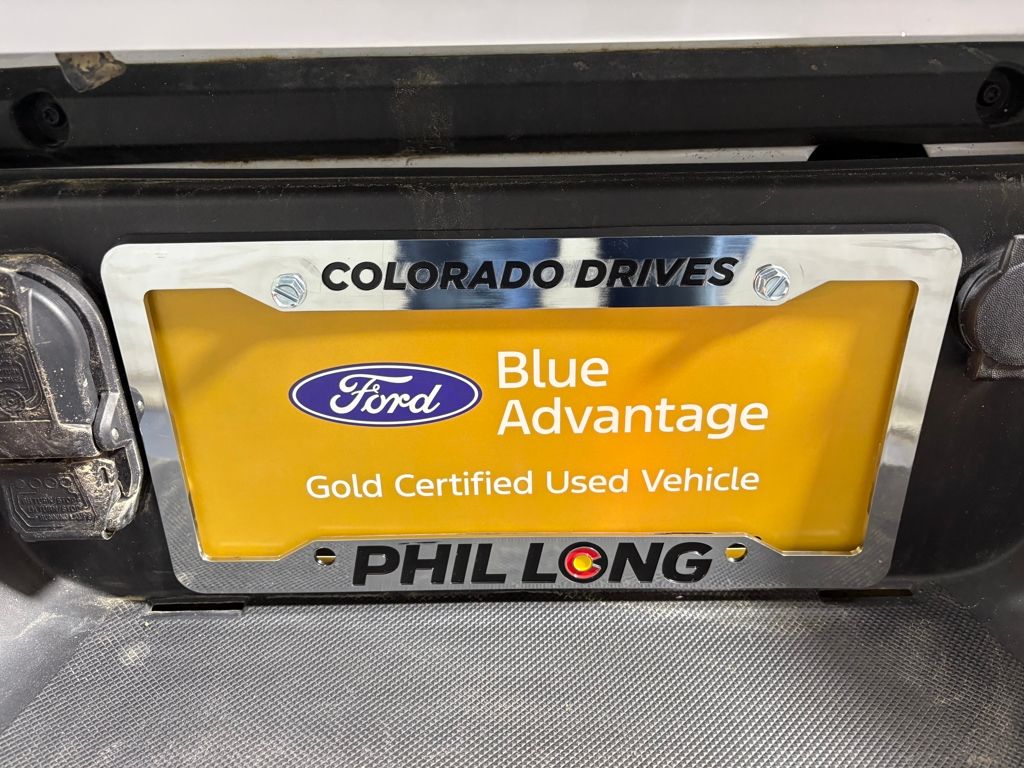 COLORADO DRIVES
Ford
Blue
Advantage
Gold Certified Used Vehicle
PHIL LONG